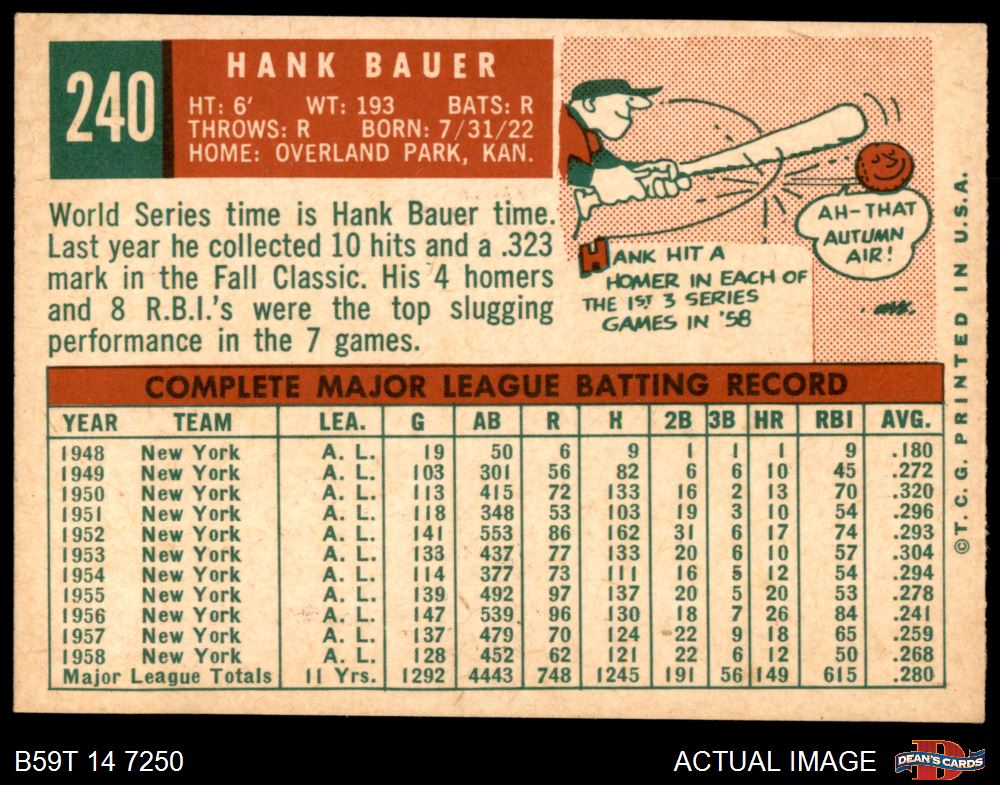 240
HANK BAUER
HT: 6' WT: 193 BATS: R
THROWS: R BORN: 7/31/22
HOME: OVERLAND PARK, KAN.
World Series time is Hank Bauer time.
Last year he collected 10 hits and a .323
mark in the Fall Classic. His 4 homers
and 8 R.B.I.'s were the top slugging
performance in the 7 games.
AH-THAT
AUTUMN
AIR!
HANK HIT A
HOMER IN EACH OF
THE 1ST 3 SERIES
GAMES IN '58
COMPLETE MAJOR LEAGUE BATTING RECORD
YEAR TEAM LEA. G AB R H 2B 3B HR RBI AVG.
1948 New York A. L. 19 50 6 9 1 1 1 9 .180
1949 New York A. L. 103 301 56 82 6 6 10 45 .272
1950 New York A. L. 113 415 72 133 16 2 13 70 .320
1951 New York A. L. 118 348 53 103 19 3 10 54 .296
1952 New York A. L. 141 553 86 162 31 6 17 74 .293
1953 New York A. L. 133 437 77 133 20 6 10 57 .304
1954 New York A. L. 114 377 73 111 16 5 12 54 .294
1955 New York A. L. 139 492 97 137 20 5 20 53 .278
1956 New York A. L. 147 539 96 130 18 7 26 84 .241
1957 New York A. L. 137 479 70 124 22 9 18 65 .259
1958 New York A. L. 128 452 62 121 22 6 12 50 .268
Major League Totals 11 Yrs. 1292 4443 748 1245 191 56 149 615 .280
© T. C. G. PRINTED IN U.S.A.
B59T 14 7250
ACTUAL IMAGE
DEAN'S CARDS